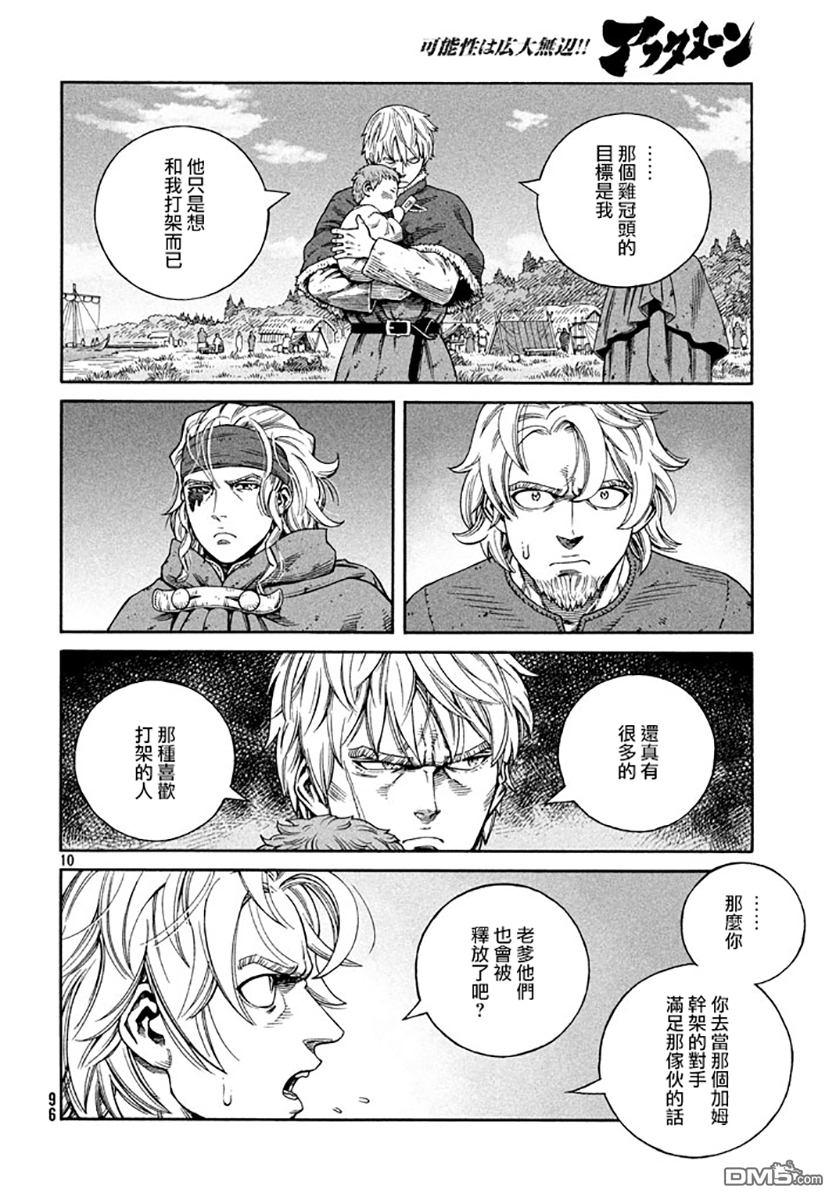 可能性は広大無辺!!
アフタヌーン
……
那個雞冠頭的
目標是我
他只是想
和我打架而已
還真有
很多的
那種喜歡
打架的人
10
……
那麼你
你去當那個加姆
幹架的對手
滿足那傢伙的話
老爹他們
也會被
釋放了吧?
96
DM5.com